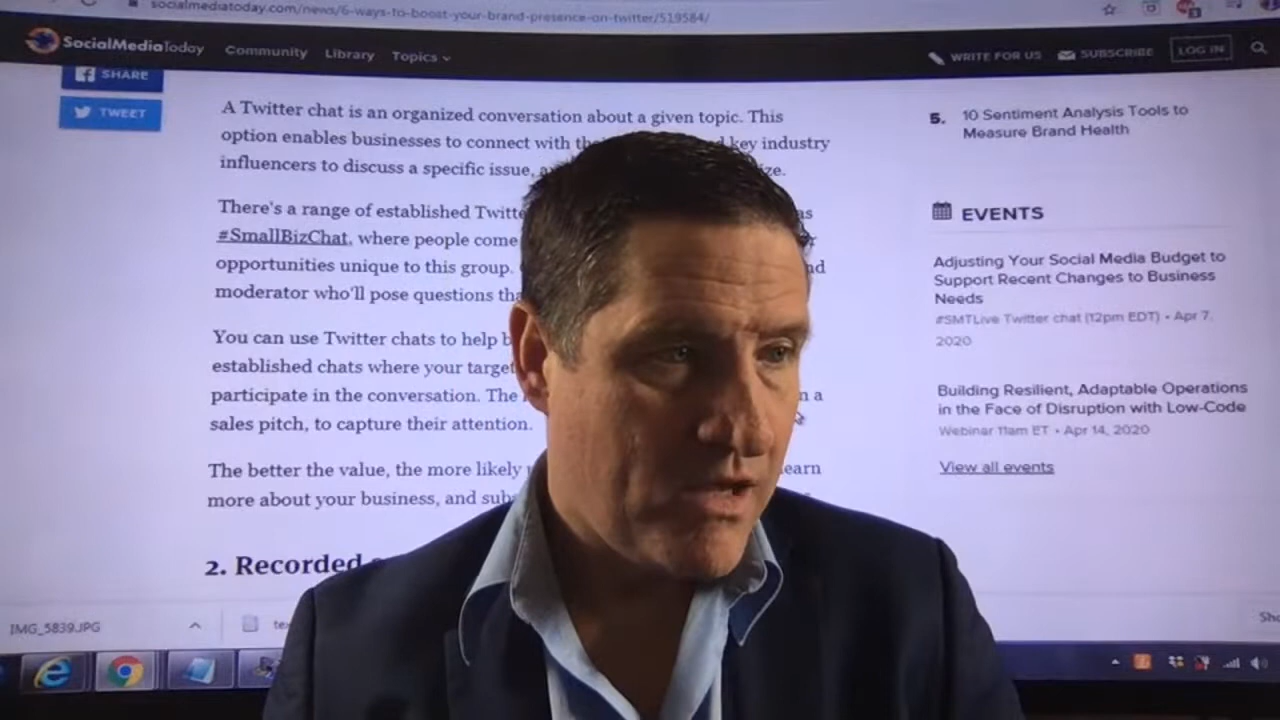 socialmediatoday.com/news/6-ways-to-boost-your-brand-presence-on-twitter/519584/
SocialMediaToday Community Library Topics WRITE FOR US SUBSCRIBE LOG IN
SHARE
TWEET
A Twitter chat is an organized conversation about a given topic. This
option enables businesses to connect with key industry
influencers to discuss a specific issue,
There's a range of established
#SmallBizChat, where people come
opportunities unique to this group.
moderator who'll pose questions
You can use Twitter chats to help
established chats where your target
participate in the conversation. The n a
sales pitch, to capture their attention.
The better the value, the more likely
more about your business, and
2. Recorded
5. 10 Sentiment Analysis Tools to
Measure Brand Health
EVENTS
Adjusting Your Social Media Budget to
Support Recent Changes to Business
Needs
#SMTLive Twitter chat (12pm EDT) • Apr 7,
2020
Building Resilient, Adaptable Operations
in the Face of Disruption with Low-Code
Webinar 11am ET • Apr 14, 2020
View all events
IMG_5839.JPG